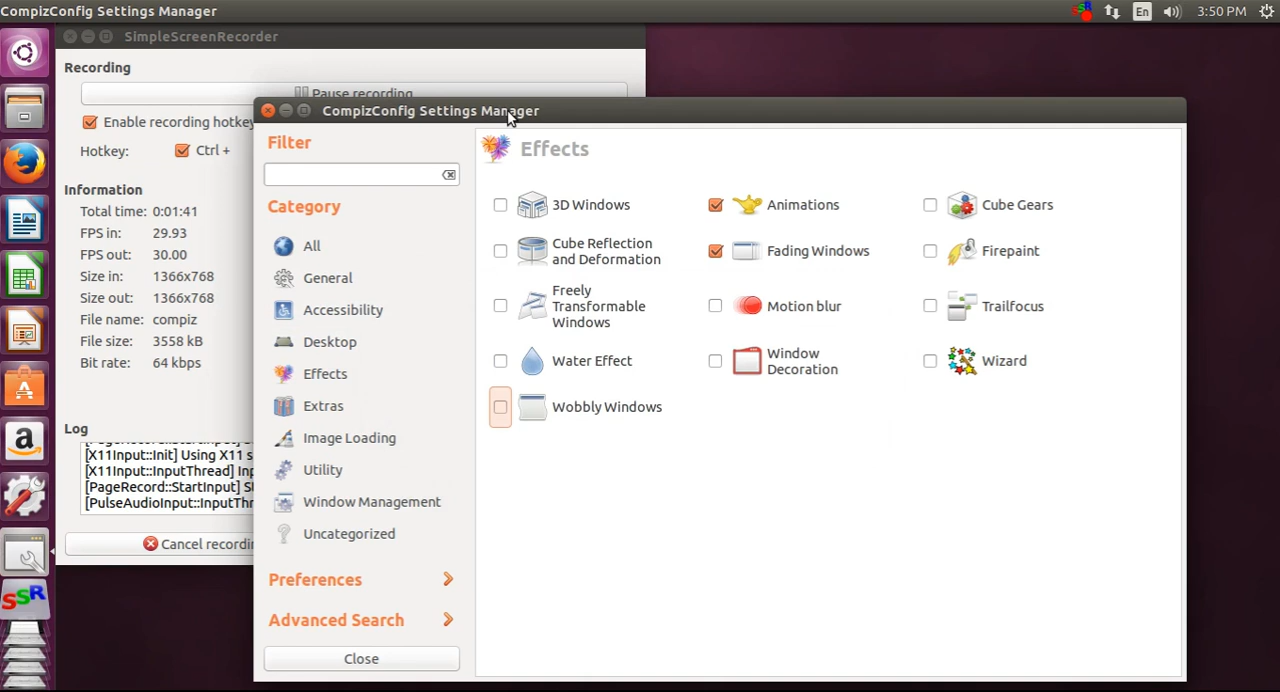 CompizConfig Settings Manager
En
3:50 PM
SimpleScreenRecorder
Recording
Pause recording
Enable recording hotkey
Hotkey:
Ctrl +
Information
Total time: 0:01:41
FPS in: 29.93
FPS out: 30.00
Size in: 1366x768
Size out: 1366x768
File name: compiz
File size: 3558 kB
Bit rate: 64 kbps
Log
[X11Input::Init] Using X11 s
[X11Input::InputThread] Inp
[PageRecord::StartInput] S
[PulseAudioInput::InputThr
Cancel recordin
SSR
CompizConfig Settings Manager
Filter
Category
All
General
Accessibility
Desktop
Effects
Extras
Image Loading
Utility
Window Management
Uncategorized
Preferences
Advanced Search
Close
Effects
3D Windows
Animations
Cube Gears
Cube Reflection
and Deformation
Fading Windows
Firepaint
Freely
Transformable
Windows
Motion blur
Trailfocus
Water Effect
Window
Decoration
Wizard
Wobbly Windows